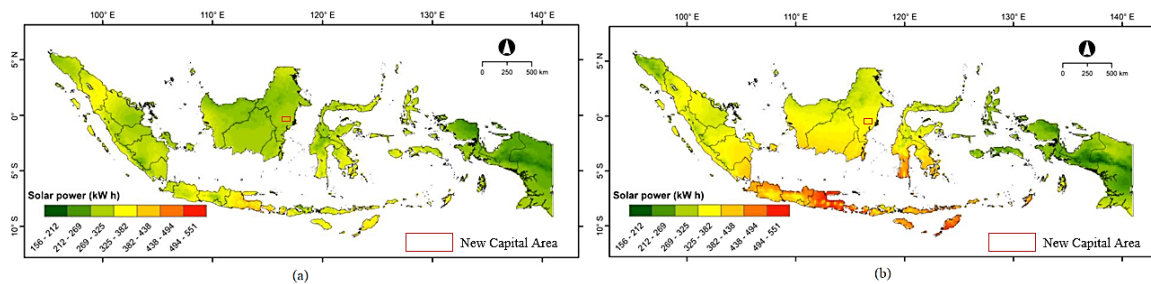 100° E 110° E 120° E 130° E 140° E
5° N
0°
5° S
10° S
0 250 500 km
Solar power (kW h)
156 - 212
212 - 269
269 - 325
325 - 382
382 - 438
438 - 494
494 - 551
New Capital Area
(a)
100° E 110° E 120° E 130° E 140° E
5° N
0°
5° S
10° S
0 250 500 km
Solar power (kW h)
156 - 212
212 - 269
269 - 325
325 - 382
382 - 438
438 - 494
494 - 551
New Capital Area
(b)